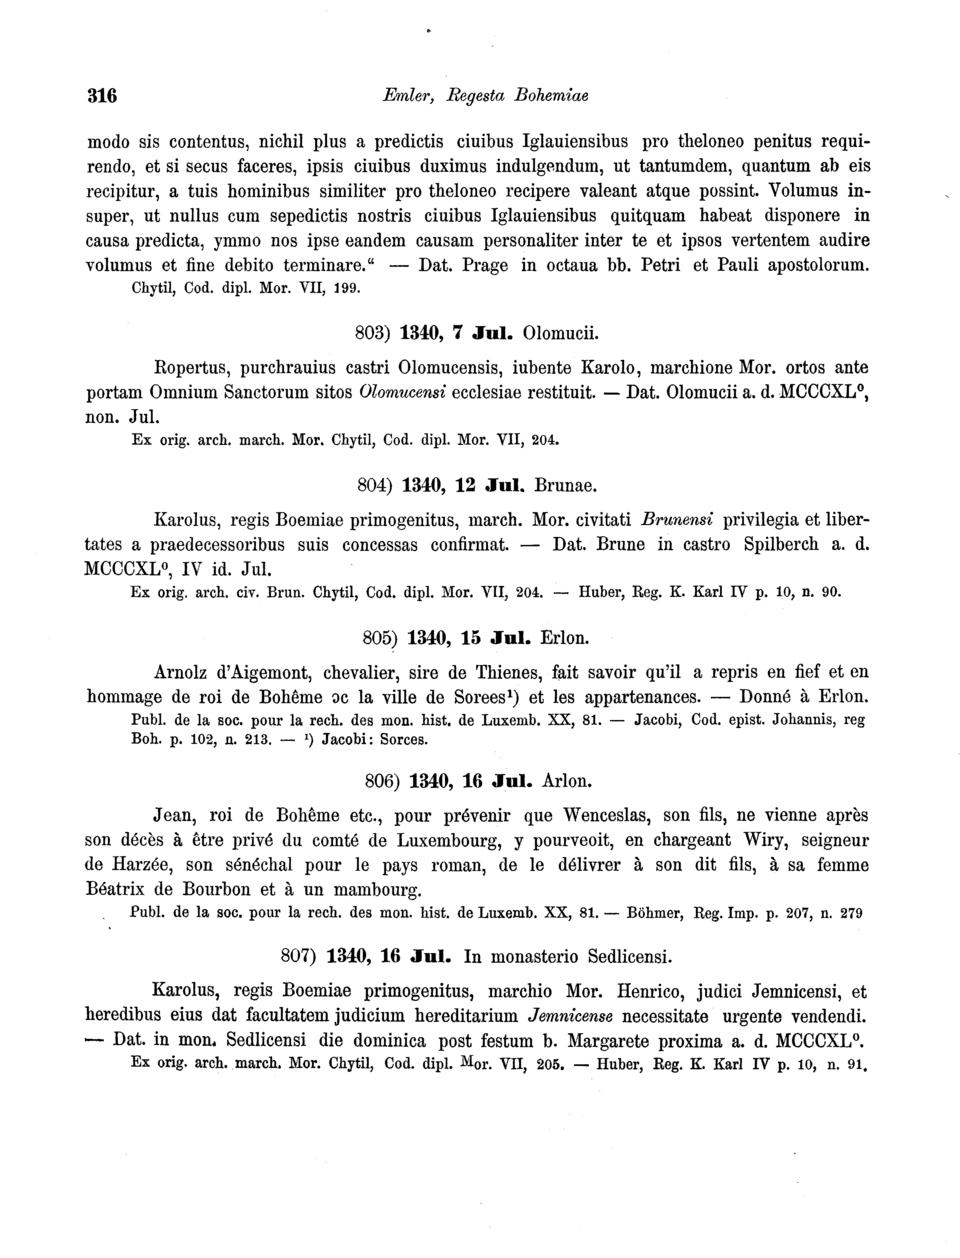 316 Emler, Regesta Bohemiae
modo sis contentus, nichil plus a predictis ciuibus Iglauiensibus pro theloneo penitus requi-
rendo, et si secus faceres, ipsis ciuibus duximus indulgendum, ut tantumdem, quantum ab eis
recipitur, a tuis hominibus similiter pro theloneo recipere valeant atque possint. Volumus in-
super, ut nullus cum sepedictis nostris ciuibus Iglauiensibus quitquam habeat disponere in
causa predicta, ymmo nos ipse eandem causam personaliter inter te et ipsos vertentem audire
volumus et fine debito terminare.“ — Dat. Prage in octaua bb. Petri et Pauli apostolorum.
Chytil, Cod. dipl. Mor. VII, 199.
803) 1340, 7 Jul. Olomucii.
Ropertus, purchrauius castri Olomucensis, iubente Karolo, marchione Mor. ortos ante
portam Omnium Sanctorum sitos Olomucensi ecclesiae restituit. — Dat. Olomucii a. d. MCCCXL⁰,
non. Jul.
Ex orig. arch. march. Mor. Chytil, Cod. dipl. Mor. VII, 204.
804) 1340, 12 Jul. Brunae.
Karolus, regis Boemiae primogenitus, march. Mor. civitati Brunensi privilegia et liber-
tates a praedecessoribus suis concessas confirmat. — Dat. Brune in castro Spilberch a. d.
MCCCXL⁰, IV id. Jul.
Ex orig. arch. civ. Brun. Chytil, Cod. dipl. Mor. VII, 204. — Huber, Reg. K. Karl IV p. 10, n. 90.
805) 1340, 15 Jul. Erlon.
Arnolz d'Aigemont, chevalier, sire de Thienes, fait savoir qu'il a repris en fief et en
hommage de roi de Bohême ɔc la ville de Sorees¹) et les appartenances. — Donné à Erlon.
Publ. de la soc. pour la rech. des mon. hist. de Luxemb. XX, 81. — Jacobi, Cod. epist. Johannis, reg
Boh. p. 102, n. 213. — ¹) Jacobi: Sorces.
806) 1340, 16 Jul. Arlon.
Jean, roi de Bohême etc., pour prévenir que Wenceslas, son fils, ne vienne après
son décès à être privé du comté de Luxembourg, y pourveoit, en chargeant Wiry, seigneur
de Harzée, son sénéchal pour le pays roman, de le délivrer à son dit fils, à sa femme
Béatrix de Bourbon et à un mambourg.
Publ. de la soc. pour la rech. des mon. hist. de Luxemb. XX, 81. — Böhmer, Reg. Imp. p. 207, n. 279
807) 1340, 16 Jul. In monasterio Sedlicensi.
Karolus, regis Boemiae primogenitus, marchio Mor. Henrico, judici Jemnicensi, et
heredibus eius dat facultatem judicium hereditarium Jemnicense necessitate urgente vendendi.
— Dat. in mon. Sedlicensi die dominica post festum b. Margarete proxima a. d. MCCCXL⁰.
Ex orig. arch. march. Mor. Chytil, Cod. dipl. Mor. VII, 205. — Huber, Reg. K. Karl IV p. 10, n. 91.